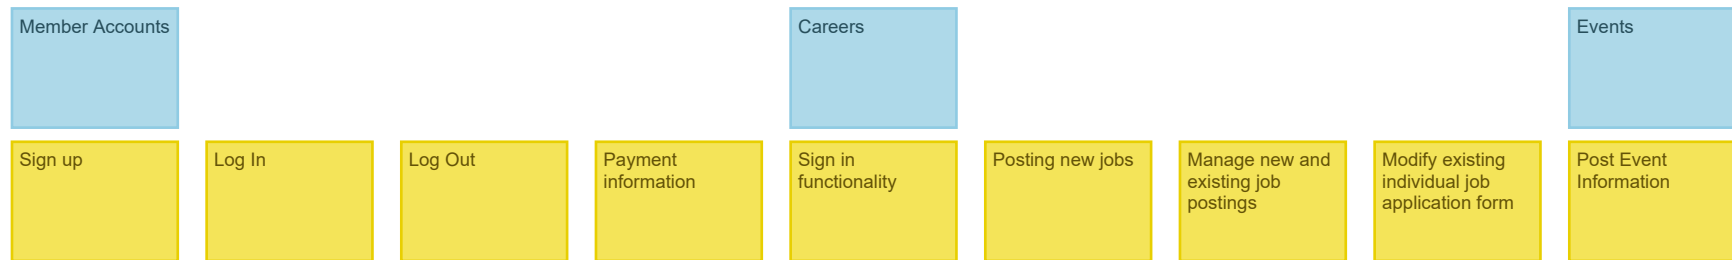 Member Accounts
Careers
Events
Sign up
Log In
Log Out
Payment
information
Sign in
functionality
Posting new jobs
Manage new and
existing job
postings
Modify existing
individual job
application form
Post Event
Information